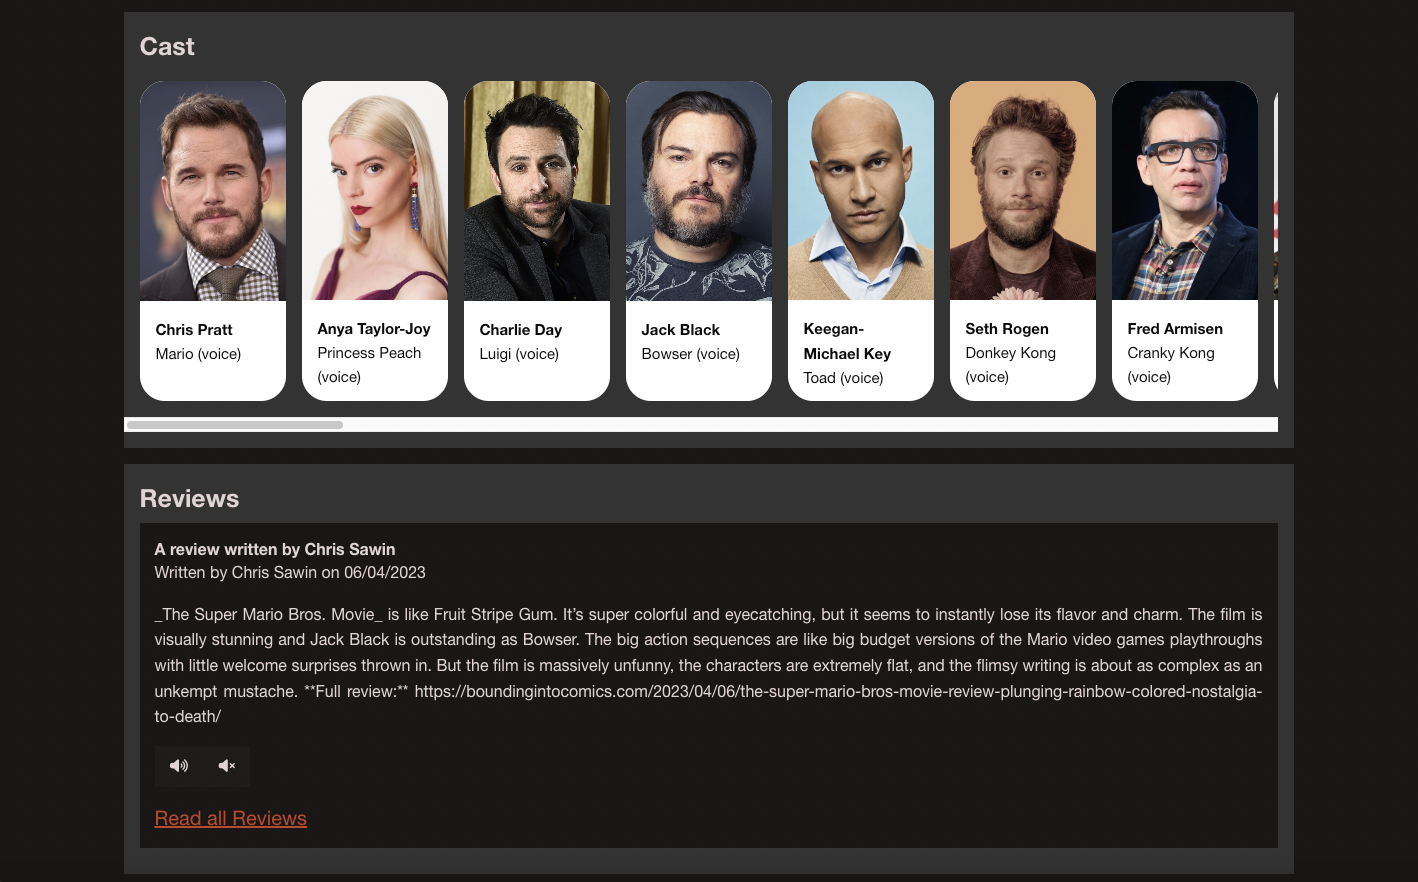 Cast
Chris Pratt
Mario (voice)
Anya Taylor-Joy
Princess Peach
(voice)
Charlie Day
Luigi (voice)
Jack Black
Bowser (voice)
Keegan-
Michael Key
Toad (voice)
Seth Rogen
Donkey Kong
(voice)
Fred Armisen
Cranky Kong
(voice)
Reviews
A review written by Chris Sawin
Written by Chris Sawin on 06/04/2023
_The Super Mario Bros. Movie_ is like Fruit Stripe Gum. It’s super colorful and eyecatching, but it seems to instantly lose its flavor and charm. The film is
visually stunning and Jack Black is outstanding as Bowser. The big action sequences are like big budget versions of the Mario video games playthroughs
with little welcome surprises thrown in. But the film is massively unfunny, the characters are extremely flat, and the flimsy writing is about as complex as an
unkempt mustache. **Full review:** https://boundingintocomics.com/2023/04/06/the-super-mario-bros-movie-review-plunging-rainbow-colored-nostalgia-
to-death/
Read all Reviews